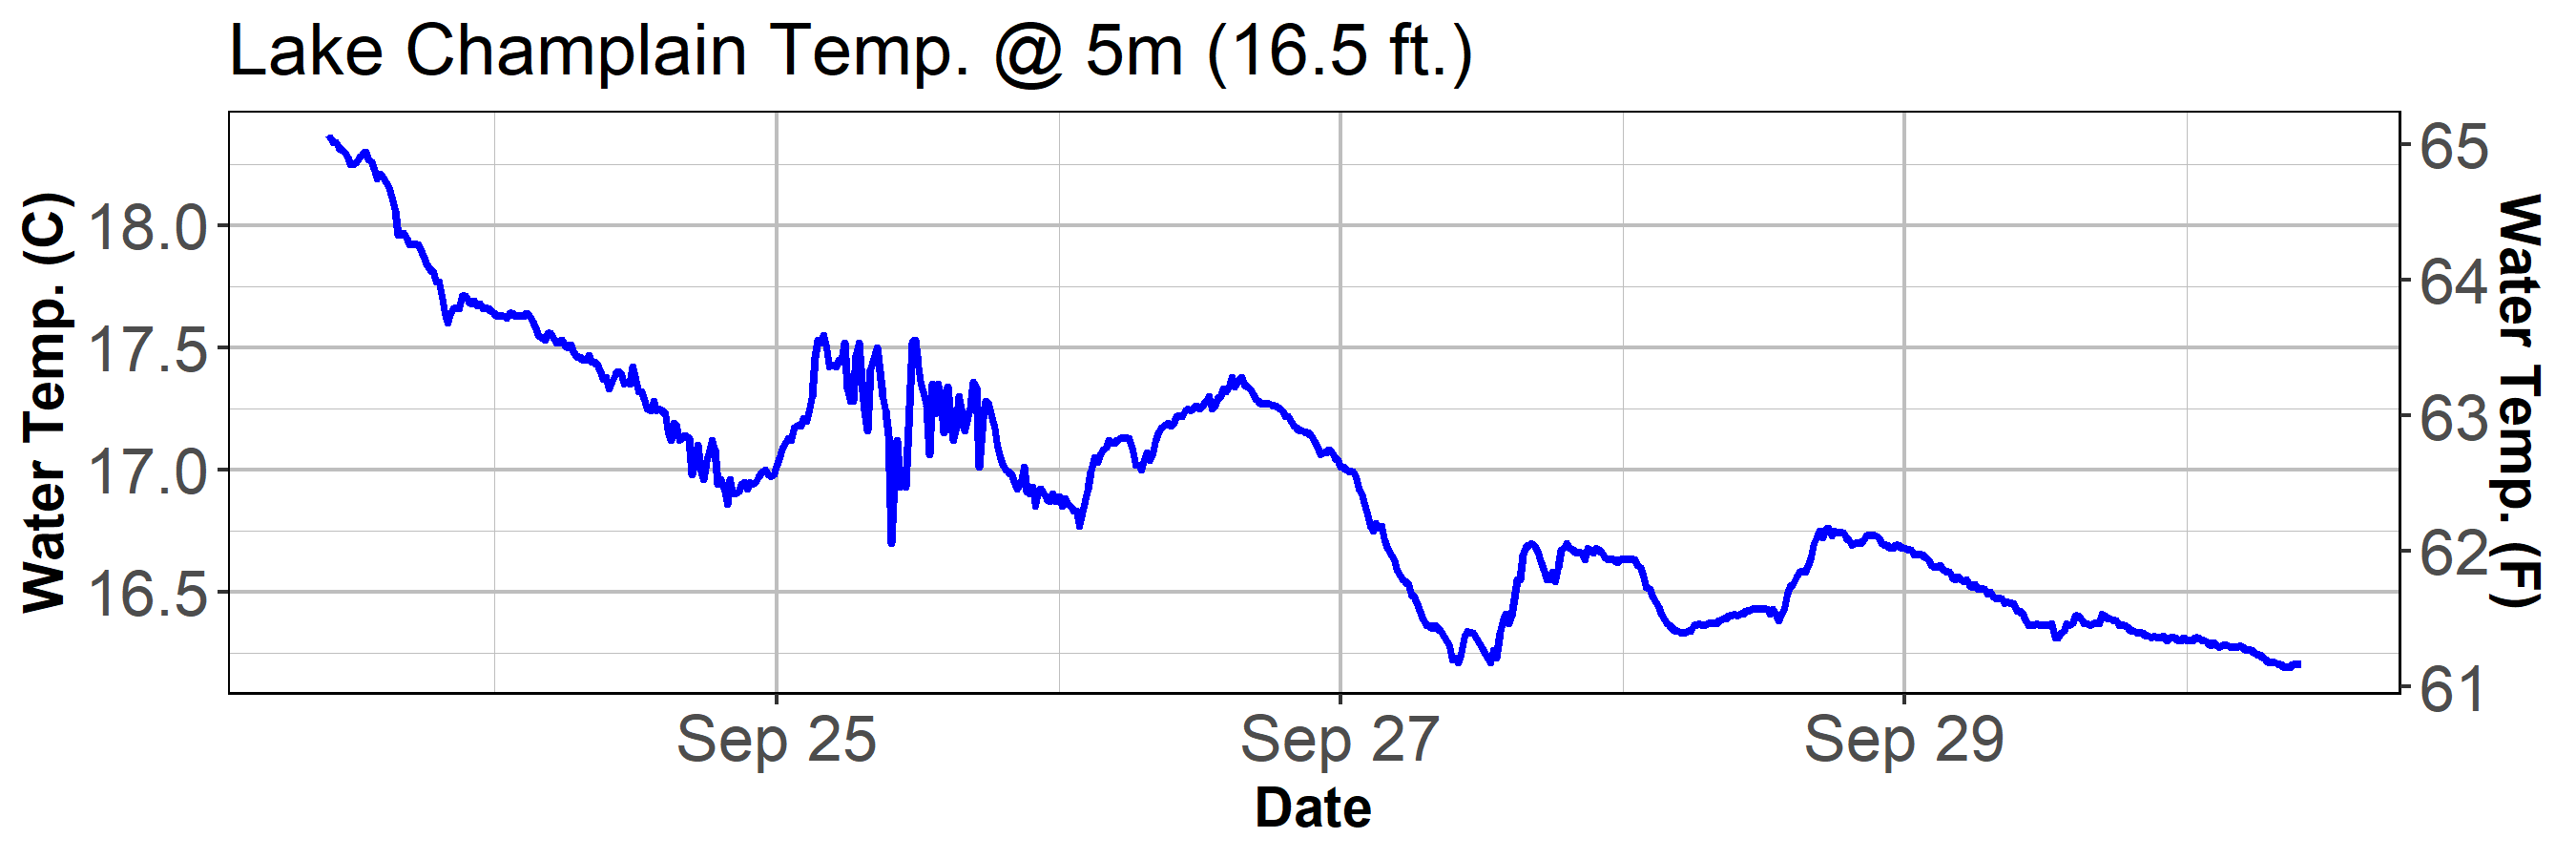 Lake Champlain Temp. @ 5m (16.5 ft.)
Water Temp. (C)
18.0
17.5
17.0
16.5
65
64
63
62
61
Water Temp. (F)
Sep 25
Sep 27
Sep 29
Date